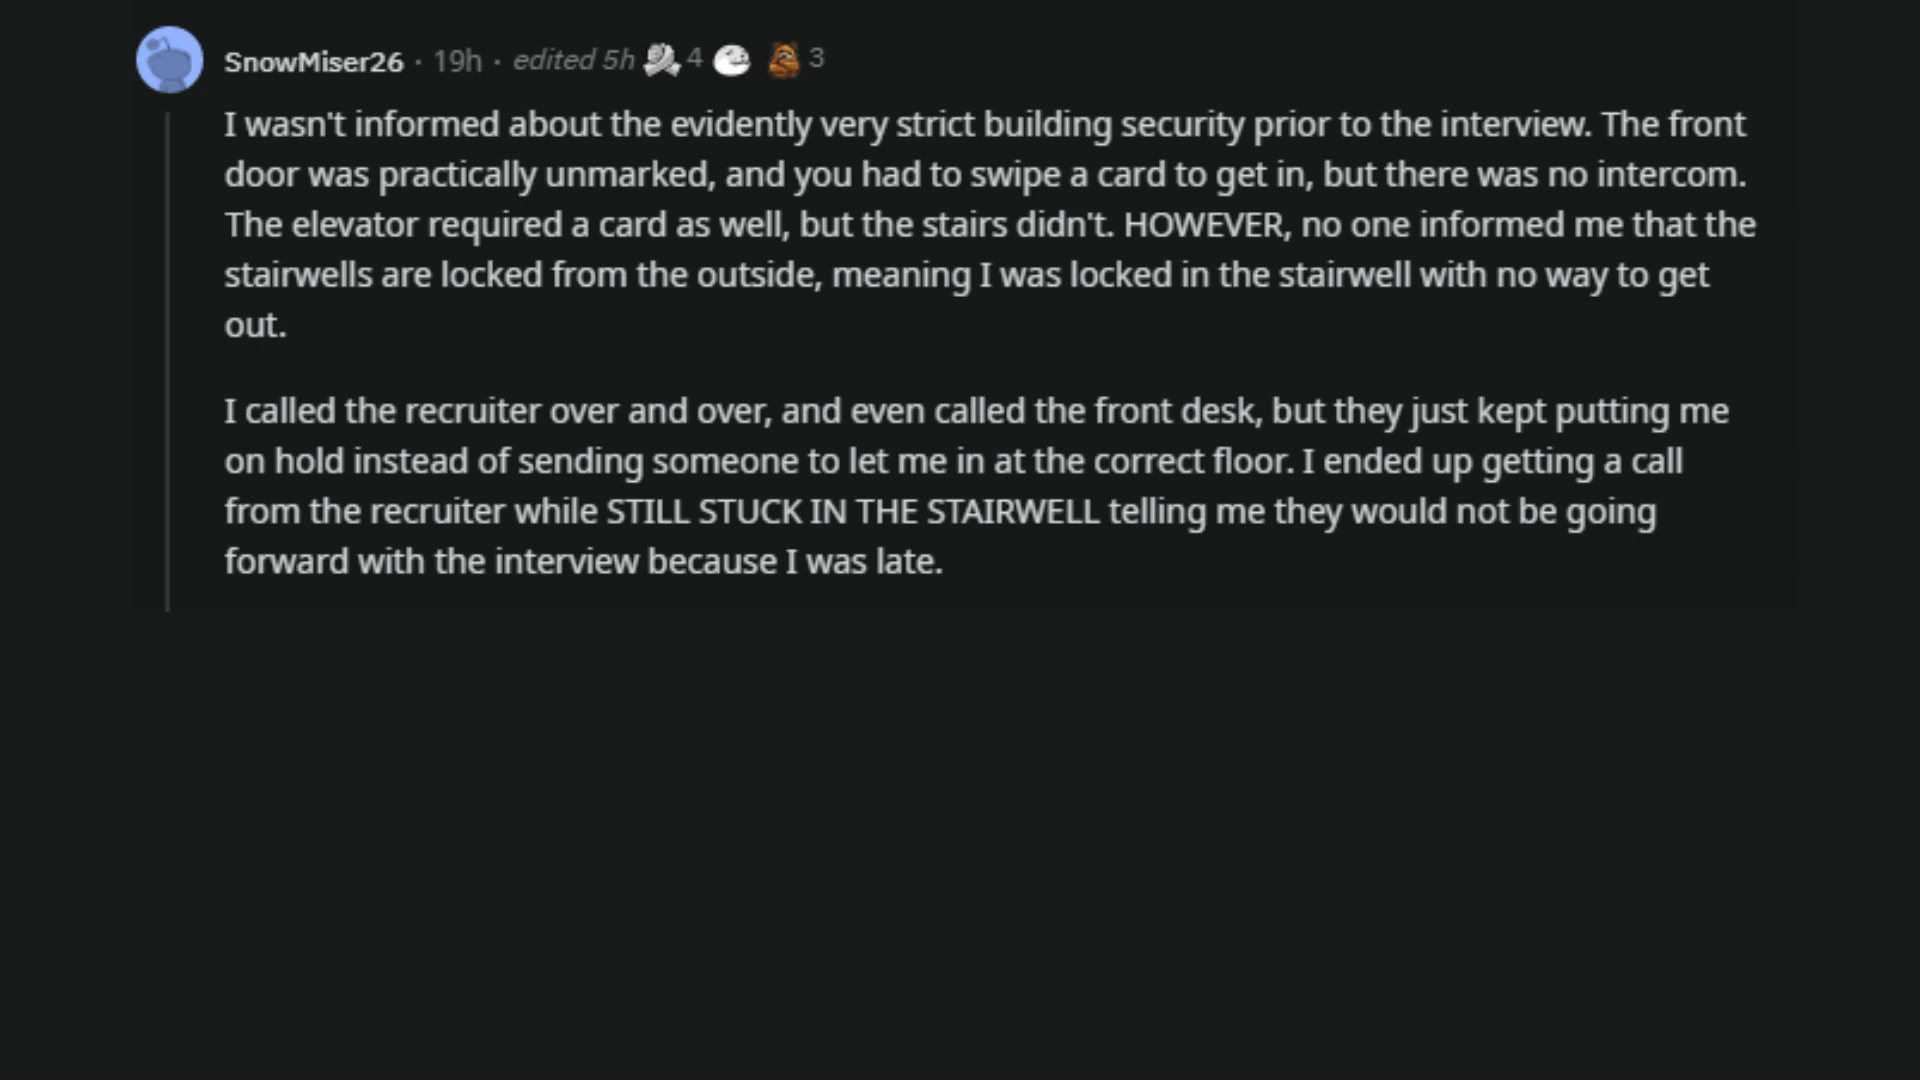 SnowMiser26 · 19h · edited 5h 4 3
I wasn't informed about the evidently very strict building security prior to the interview. The front
door was practically unmarked, and you had to swipe a card to get in, but there was no intercom.
The elevator required a card as well, but the stairs didn't. HOWEVER, no one informed me that the
stairwells are locked from the outside, meaning I was locked in the stairwell with no way to get
out.
I called the recruiter over and over, and even called the front desk, but they just kept putting me
on hold instead of sending someone to let me in at the correct floor. I ended up getting a call
from the recruiter while STILL STUCK IN THE STAIRWELL telling me they would not be going
forward with the interview because I was late.